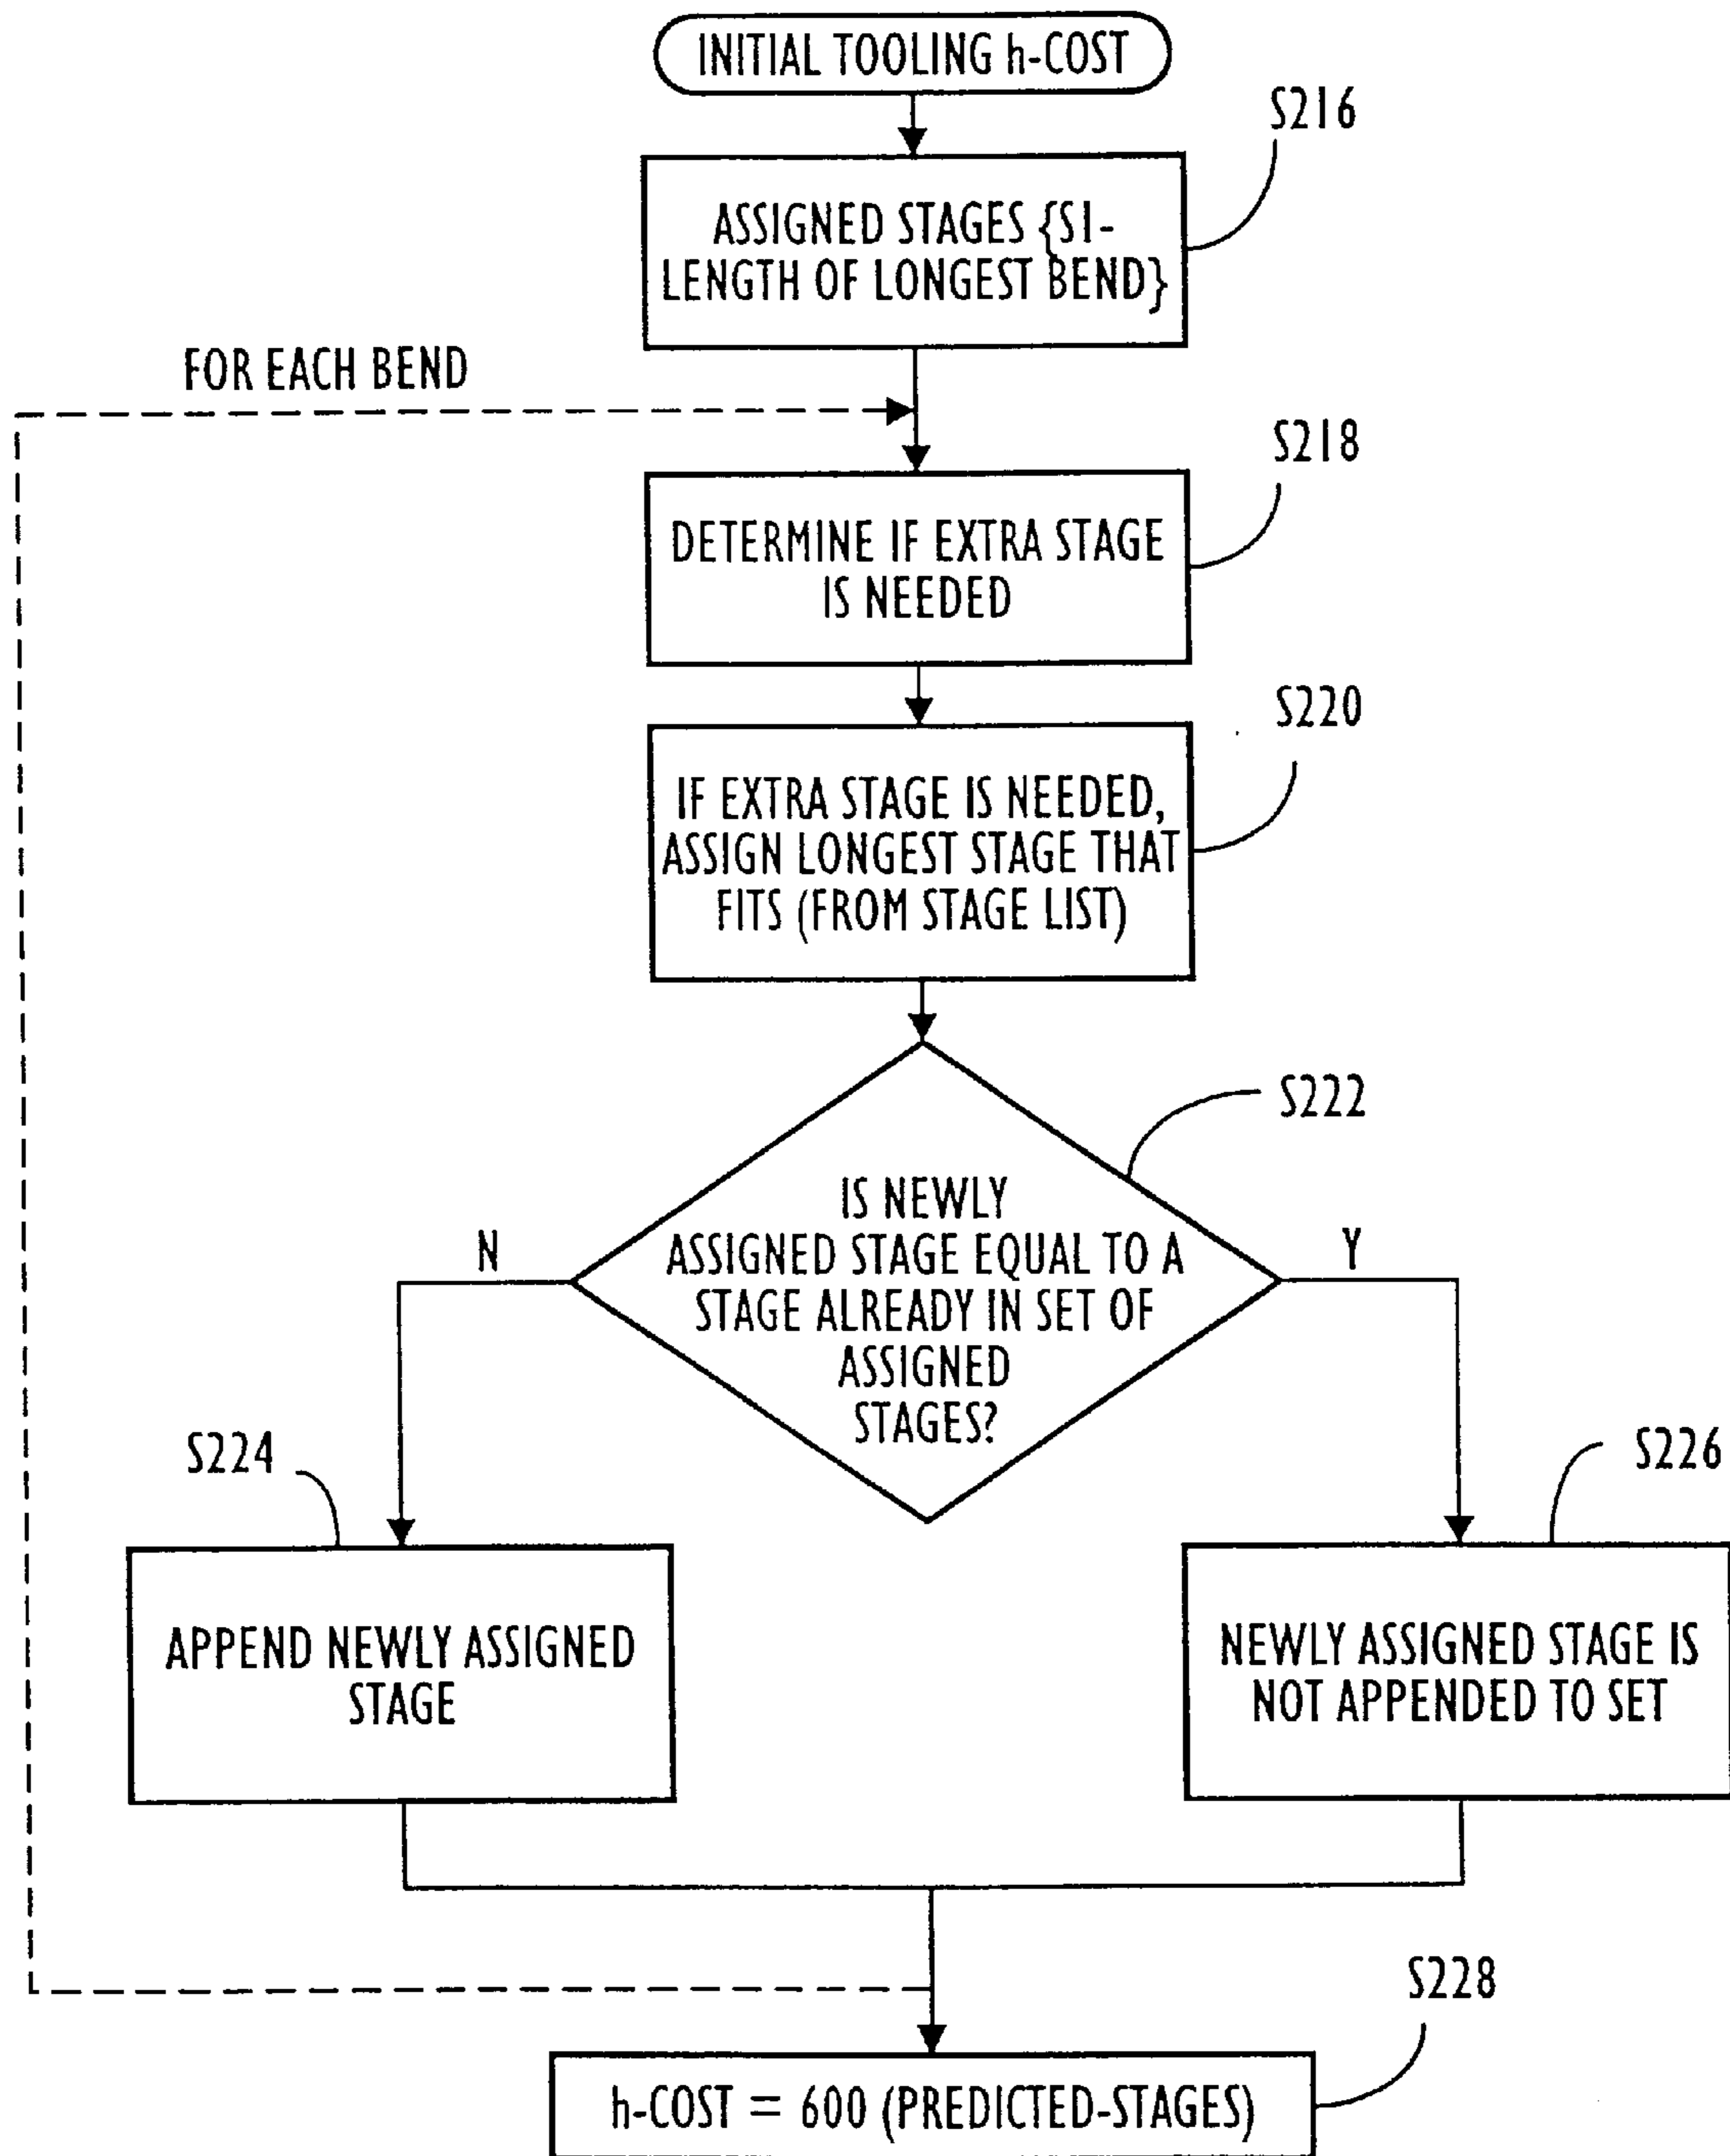 INITIAL TOOLING h-COST
S216
ASSIGNED STAGES {S1-
LENGTH OF LONGEST BEND}
FOR EACH BEND
S218
DETERMINE IF EXTRA STAGE
IS NEEDED
S220
IF EXTRA STAGE IS NEEDED,
ASSIGN LONGEST STAGE THAT
FITS (FROM STAGE LIST)
S222
IS NEWLY
ASSIGNED STAGE EQUAL TO A
STAGE ALREADY IN SET OF
ASSIGNED
STAGES?
N
Y
S224
S226
APPEND NEWLY ASSIGNED
STAGE
NEWLY ASSIGNED STAGE IS
NOT APPENDED TO SET
S228
h-COST = 600 (PREDICTED-STAGES)